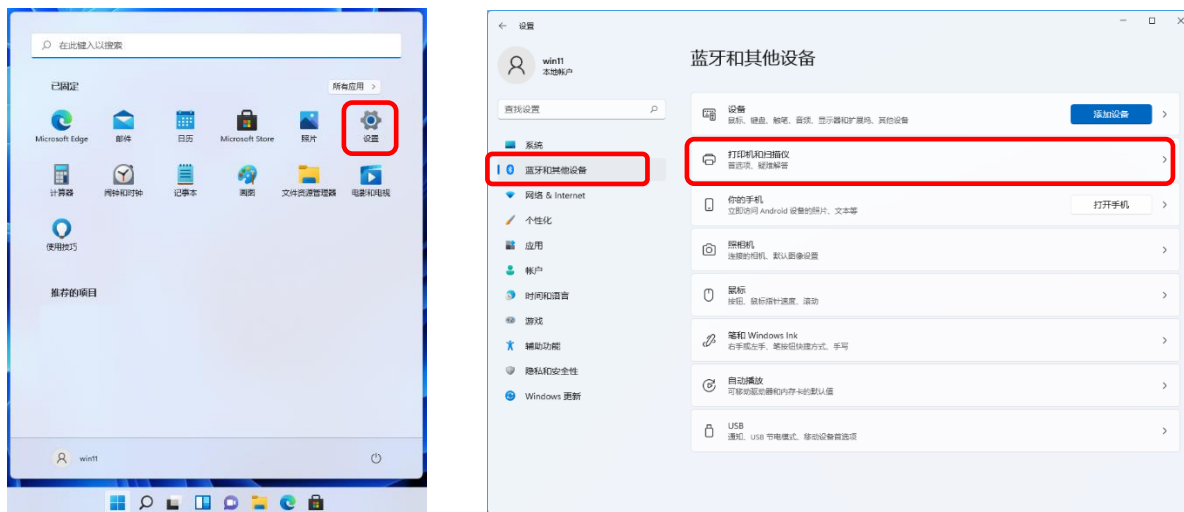 在此键入以搜索
已固定
所有应用 >
Microsoft Edge 邮件 日历 Microsoft Store 照片 设置
计算器 闹钟和时钟 记事本 画图 文件资源管理器 电影和电视
使用技巧
推荐的项目
win11
← 设置
win11
本地帐户
查找设置
系统
蓝牙和其他设备
网络 & Internet
个性化
应用
帐户
时间和语言
游戏
辅助功能
隐私和安全性
Windows 更新
蓝牙和其他设备
设备
鼠标、键盘、触笔、音频、显示器和扩展坞、其他设备
添加设备
打印机和扫描仪
首选项、疑难解答
你的手机
立即访问 Android 设备的照片、文本等
打开手机
照相机
连接的相机、默认图像设置
鼠标
按钮、鼠标指针速度、滚动
笔和 Windows Ink
右手或左手、笔按钮快捷方式、手写
自动播放
可移动驱动器和内存卡的默认值
USB
通知、USB 节电模式、移动设备首选项